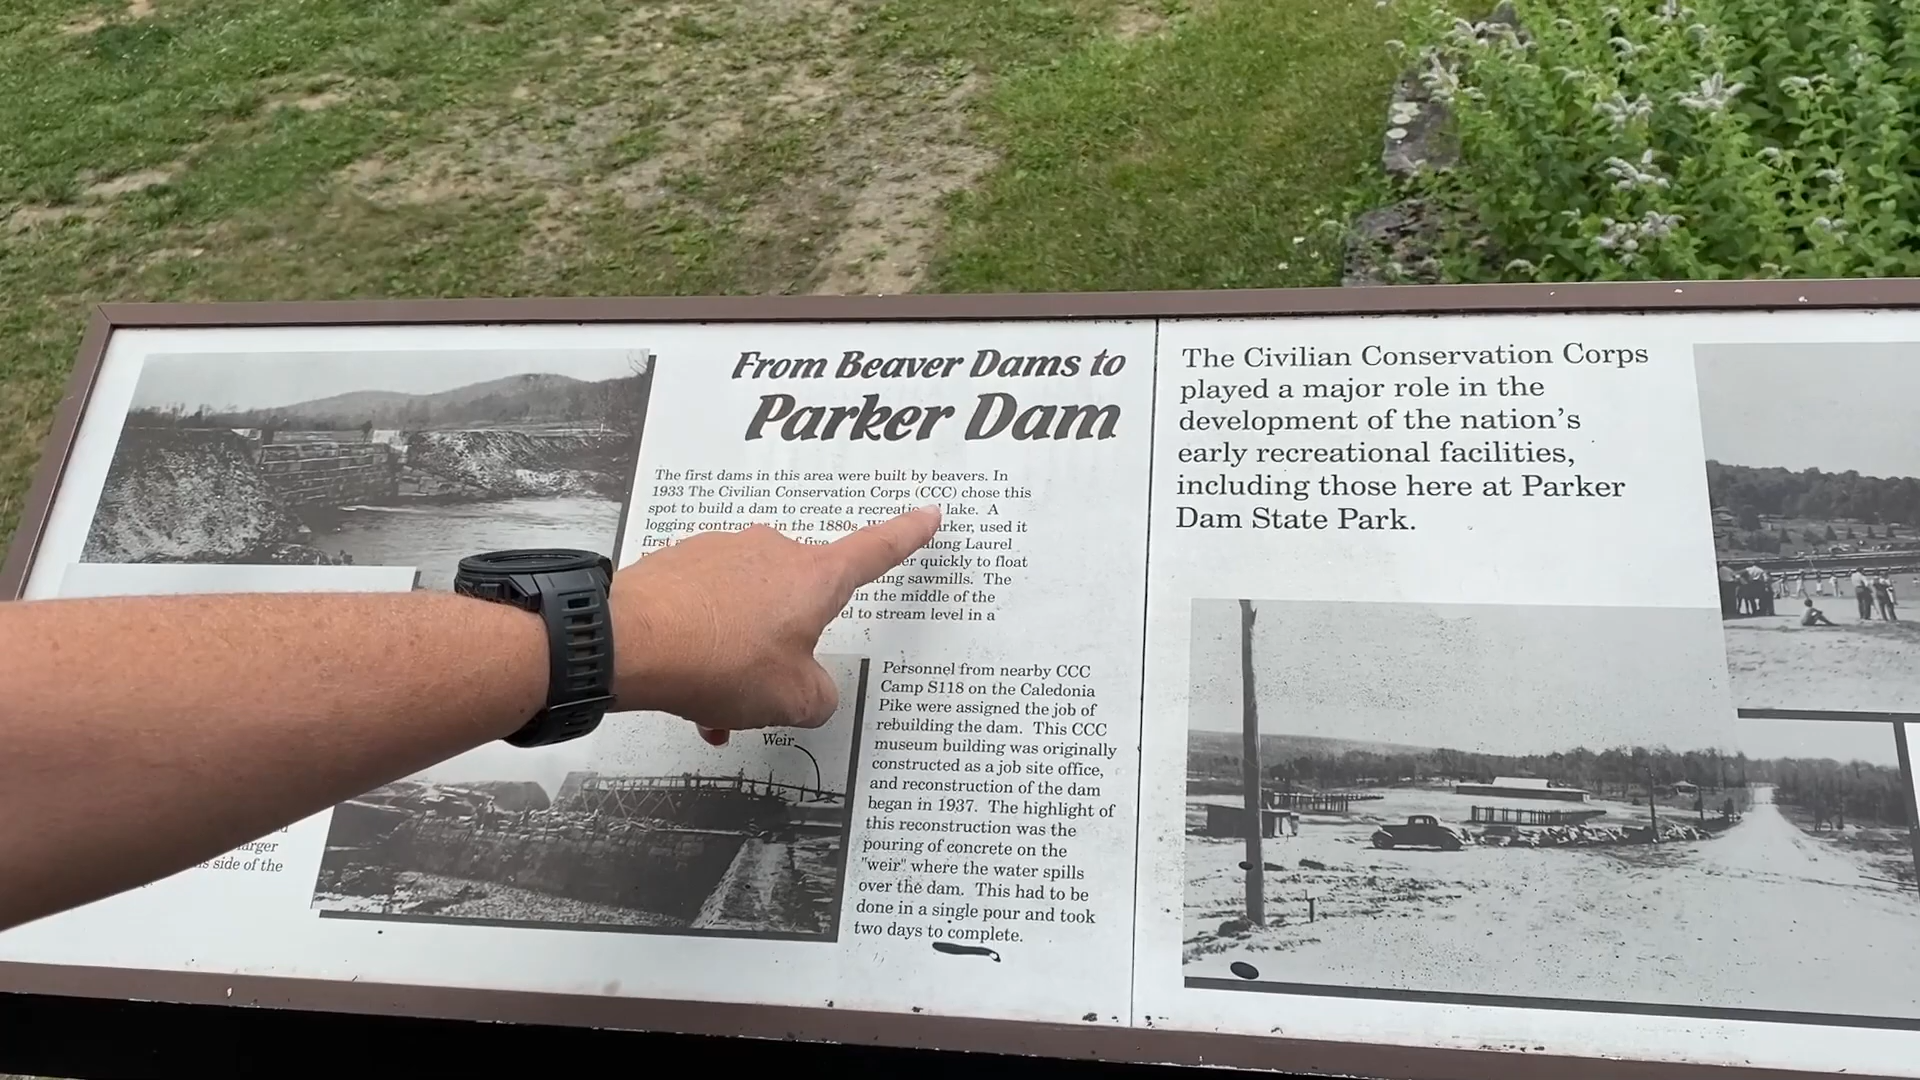 From Beaver Dams to
Parker Dam
The first dams in this area were built by beavers. In
1933 The Civilian Conservation Corps (CCC) chose this
spot to build a dam to create a lake. A
logging in the 1880s, used it
first along Laurel
quickly to float
sawmills. The
in the middle of the
to stream level in a
Weir
Personnel from nearby CCC
Camp S118 on the Caledonia
Pike were assigned the job of
rebuilding the dam. This CCC
museum building was originally
constructed as a job site office,
and reconstruction of the dam
began in 1937. The highlight of
this reconstruction was the
pouring of concrete on the
"weir" where the water spills
over the dam. This had to be
done in a single pour and took
two days to complete.
side of the
The Civilian Conservation Corps
played a major role in the
development of the nation's
early recreational facilities,
including those here at Parker
Dam State Park.